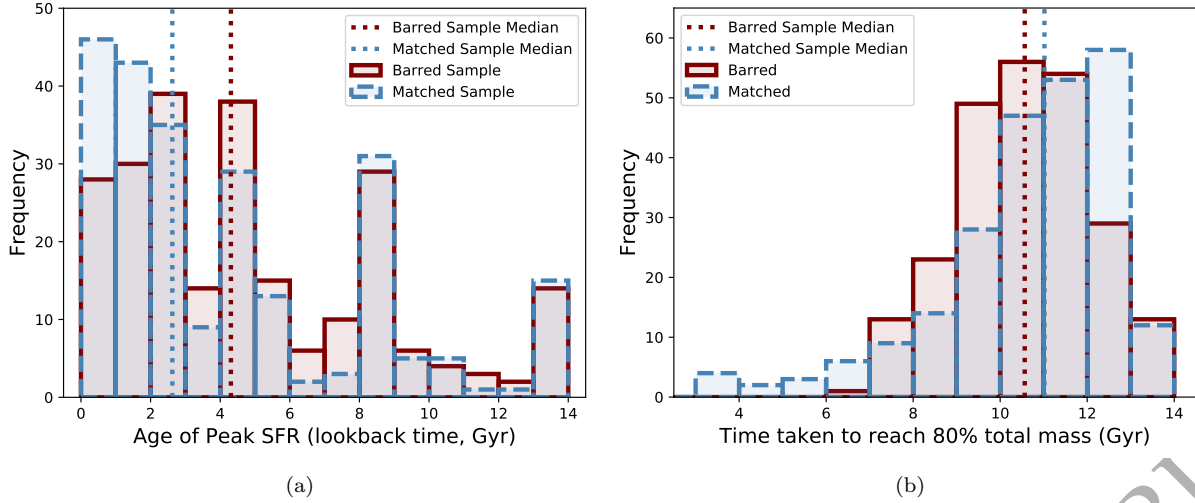 50
40
30
20
10
0
Frequency
0 2 4 6 8 10 12 14
Age of Peak SFR (lookback time, Gyr)
Barred Sample Median
Matched Sample Median
Barred Sample
Matched Sample
(a)
60
50
40
30
20
10
0
Frequency
4 6 8 10 12 14
Time taken to reach 80% total mass (Gyr)
Barred Sample Median
Matched Sample Median
Barred
Matched
(b)